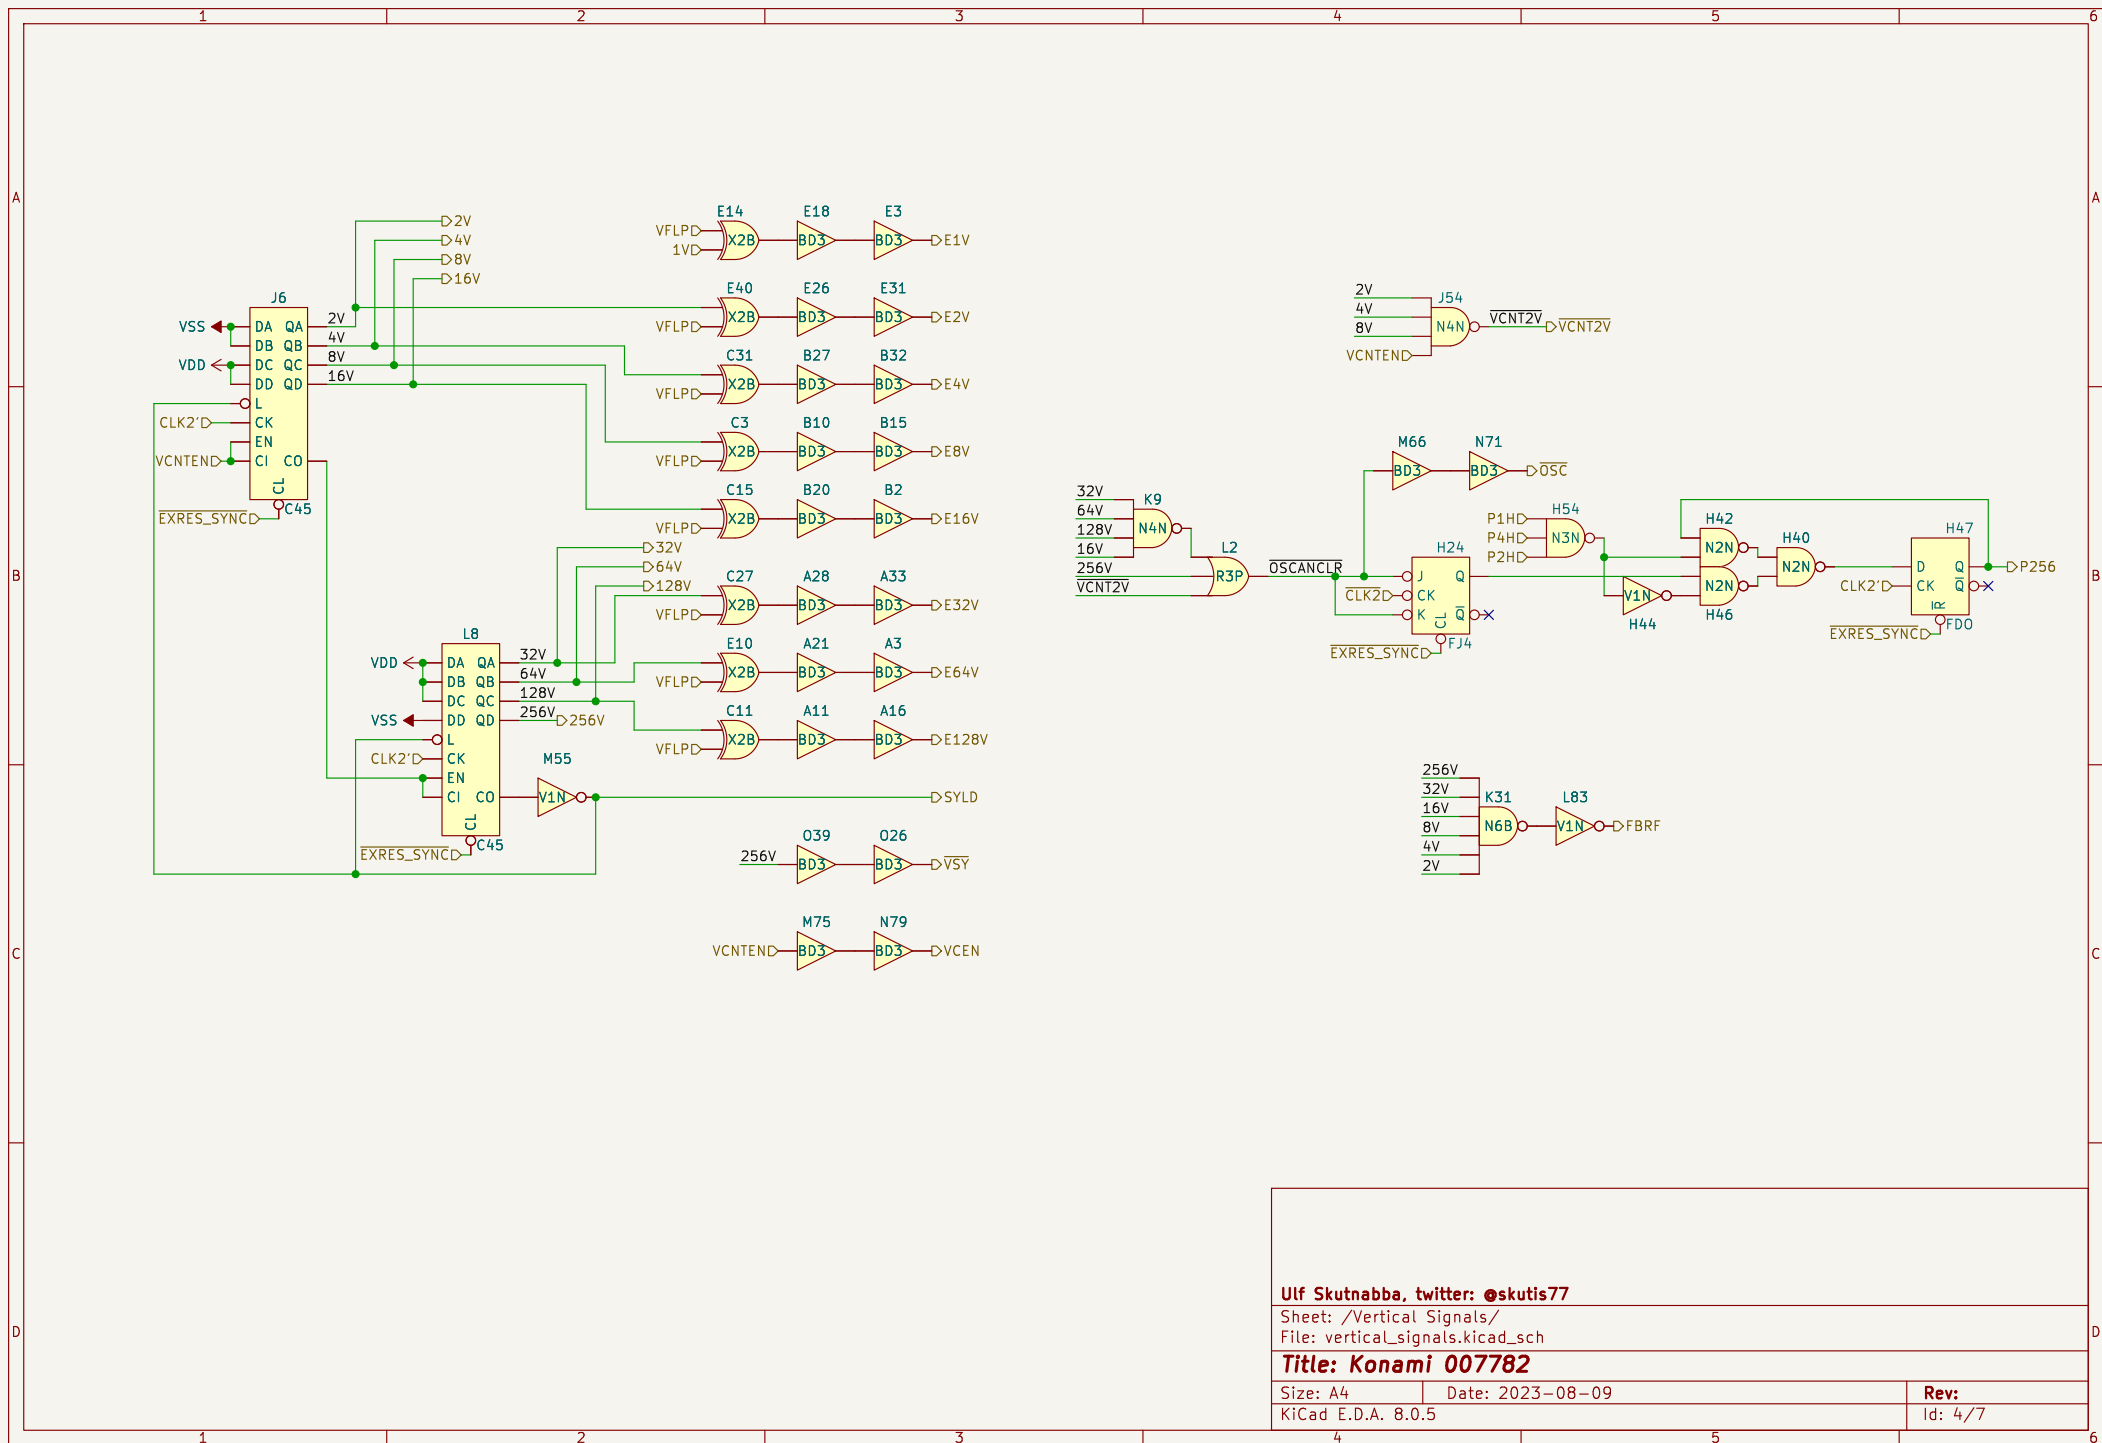 1 2 3 4 5 6
A A
B B
C C
D D
1 2 3 4 5 6
2V
4V
8V
16V
J6
VSS
VDD
DA QA 2V
DB QB 4V
DC QC 8V
DD QD 16V
L
CLK2' CK
EN
VCNTEN CI CO
CL
EXRES_SYNC C45
32V
64V
128V
L8
VDD
DA QA 32V
DB QB 64V
DC QC 128V
VSS DD QD 256V 256V
L
CLK2' CK
EN
CI CO
CL
EXRES_SYNC C45
M55
V1N SYLD
E14 E18 E3
VFLP
1V
X2B BD3 BD3 E1V
E40 E26 E31
X2B BD3 BD3 E2V
VFLP
C31 B27 B32
X2B BD3 BD3 E4V
VFLP
C3 B10 B15
X2B BD3 BD3 E8V
VFLP
C15 B20 B2
X2B BD3 BD3 E16V
VFLP
C27 A28 A33
X2B BD3 BD3 E32V
VFLP
E10 A21 A3
X2B BD3 BD3 E64V
VFLP
C11 A11 A16
X2B BD3 BD3 E128V
VFLP
O39 O26
256V BD3 BD3 VSY
M75 N79
VCNTEN BD3 BD3 VCEN
2V
4V
8V
VCNTEN
J54
N4N
VCNT2V VCNT2V
32V
64V
128V
16V
256V
VCNT2V
K9
N4N
L2
R3P
OSCANCLR
M66 N71
BD3 BD3 OSC
H24
J Q
CLK2 CK
K Q
CL
EXRES_SYNC FJ4
P1H
P4H
P2H
H54
N3N
H44
V1N
H42
N2N
N2N
H46
H40
N2N
H47
D Q P256
CLK2' CK Q
R
EXRES_SYNC FDO
256V
32V
16V
8V
4V
2V
K31
N6B
L83
V1N FBRF
Ulf Skutnabba, twitter: @skutis77
Sheet: /Vertical Signals/
File: vertical_signals.kicad_sch
Title: Konami 007782
Size: A4 Date: 2023-08-09 Rev:
KiCad E.D.A. 8.0.5 Id: 4/7